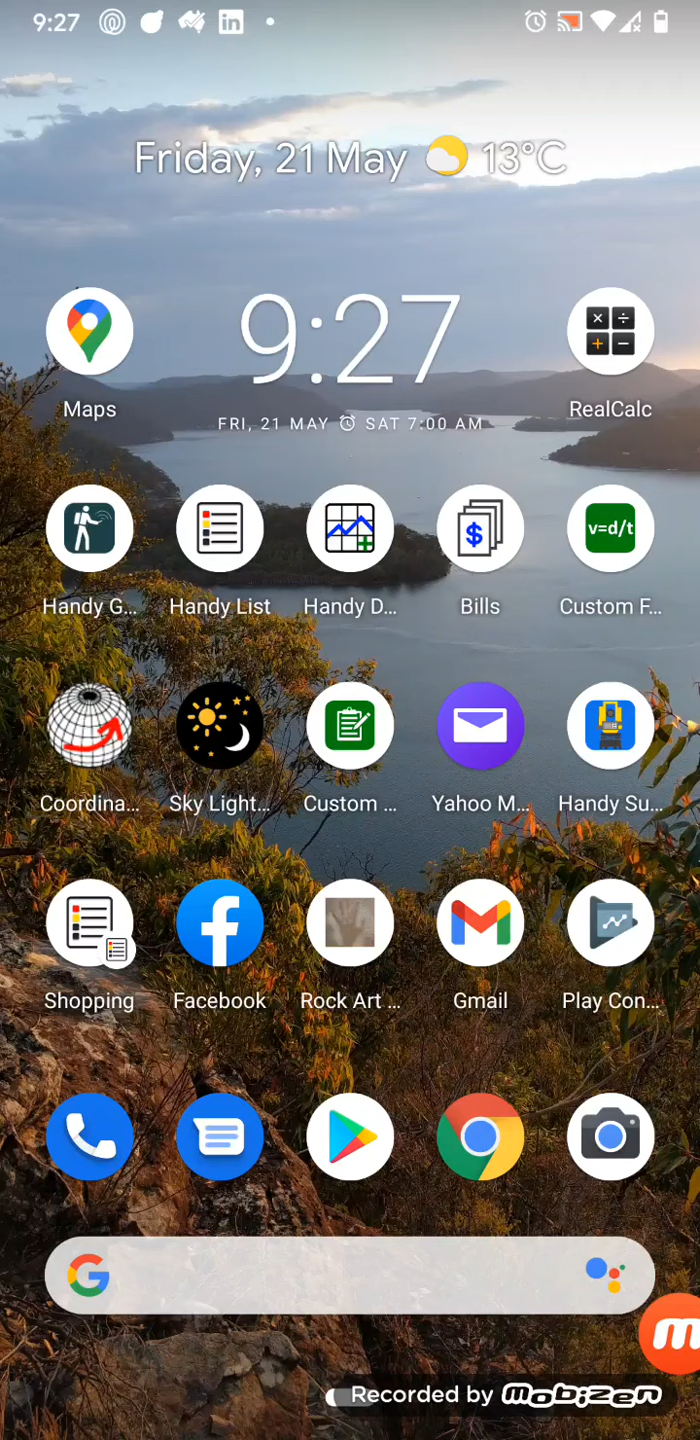 9:27
Friday, 21 May 13°C
9:27
FRI, 21 MAY SAT 7:00 AM
Maps
RealCalc
v=d/t
Handy G...
Handy List
Handy D...
Bills
Custom F...
Coordina...
Sky Light...
Custom ...
Yahoo M...
Handy Su...
Shopping
Facebook
Rock Art ...
Gmail
Play Con...
Recorded by mobizen